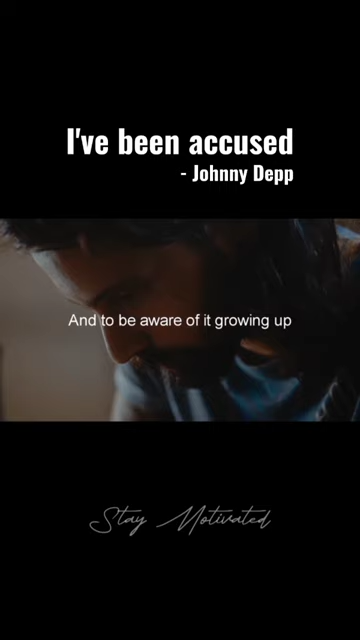 I've been accused
- Johnny Depp
And to be aware of it growing up
Stay Motivated